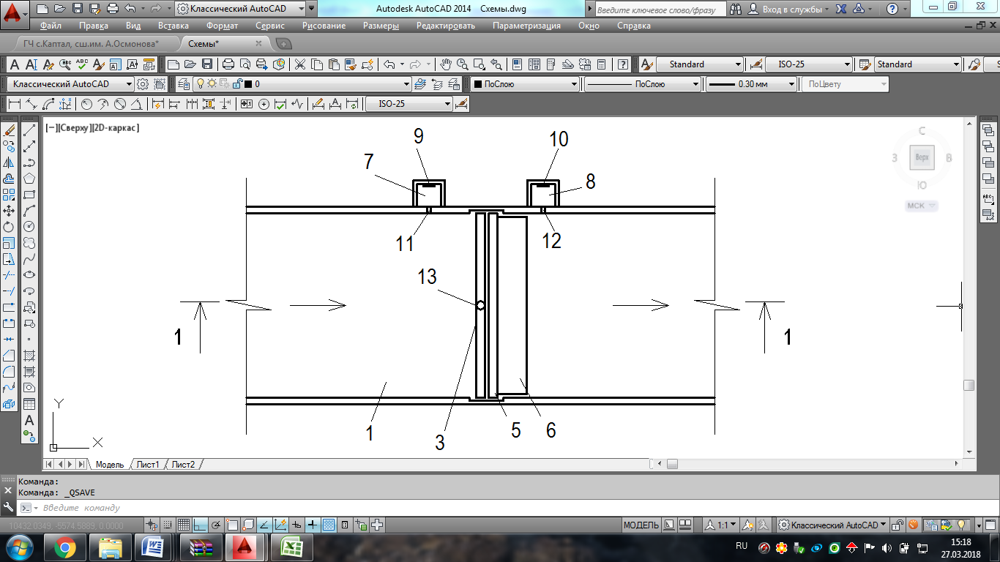 Классический AutoCAD
Autodesk AutoCAD 2014 Схемы.dwg
Введите ключевое слово/фразу
Вход в службы
Файл Правка Вид Вставка Формат Сервис Рисование Размеры Редактировать Параметризация Окно Справка
ГЧ с.Каптал, сш.им. А.Осмонова*
Схемы*
Standard ISO-25 Standard S
Классический AutoCAD 0 ПоСлою ПоСлою 0.30 мм ПоЦвету
ISO-25
[−][Сверху][2D-каркас]
С
З Верх В
Ю
МСК
9 10
7 8
11 12
13
1 1
1 3 5 6
Y
X
Модель Лист1 Лист2
Команда:
Команда: _QSAVE
Введите команду
10432.0349, -5574.5889, 0.0000
МОДЕЛЬ 1:1 Классический AutoCAD
RU
15:18
27.03.2018